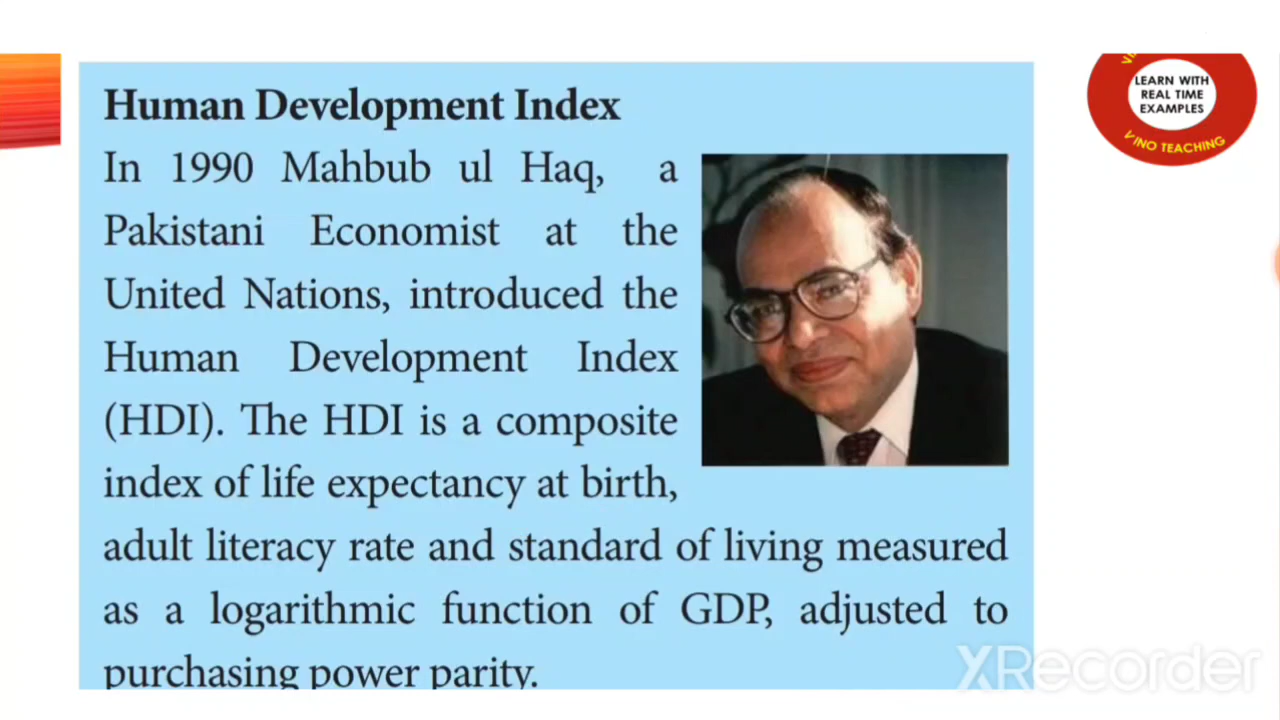 Human Development Index
In 1990 Mahbub ul Haq, a
Pakistani Economist at the
United Nations, introduced the
Human Development Index
(HDI). The HDI is a composite
index of life expectancy at birth,
adult literacy rate and standard of living measured
as a logarithmic function of GDP, adjusted to
purchasing power parity.
LEARN WITH
REAL TIME
EXAMPLES
VINO TEACHING
XRecorder